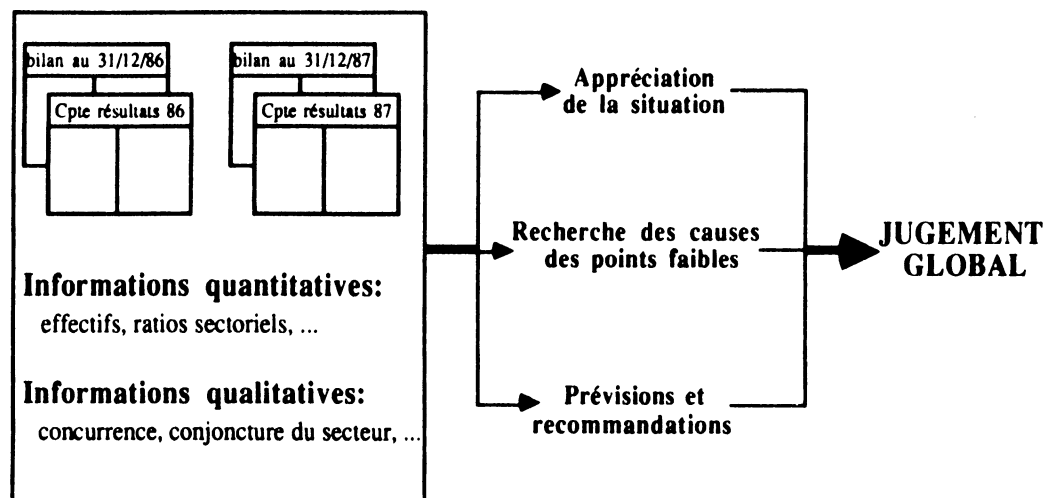 bilan au 31/12/86
Cpte résultats 86
bilan au 31/12/87
Cpte résultats 87
Informations quantitatives:
effectifs, ratios sectoriels, ...
Informations qualitatives:
concurrence, conjoncture du secteur, ...
Appréciation
de la situation
Recherche des causes
des points faibles
Prévisions et
recommandations
JUGEMENT
GLOBAL